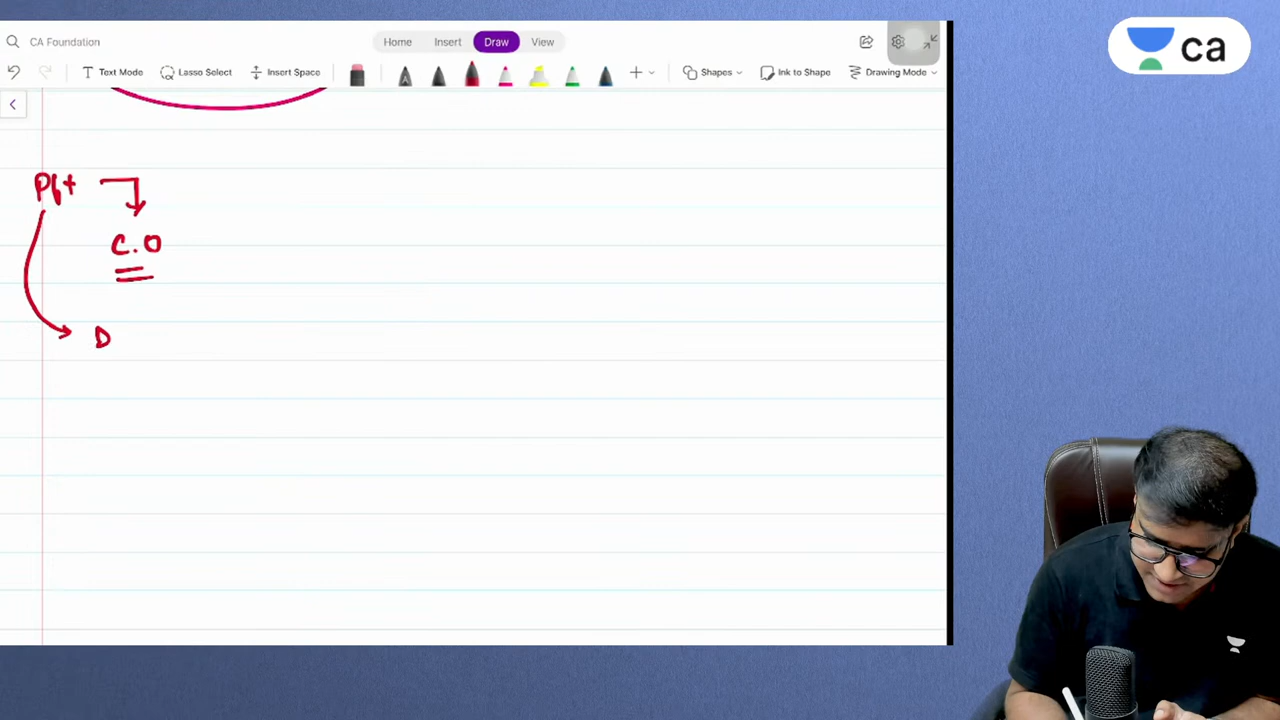 ca
CA Foundation
Home Insert Draw View
Text Mode Lasso Select Insert Space Shapes Ink to Shape Drawing Mode
C.O
D